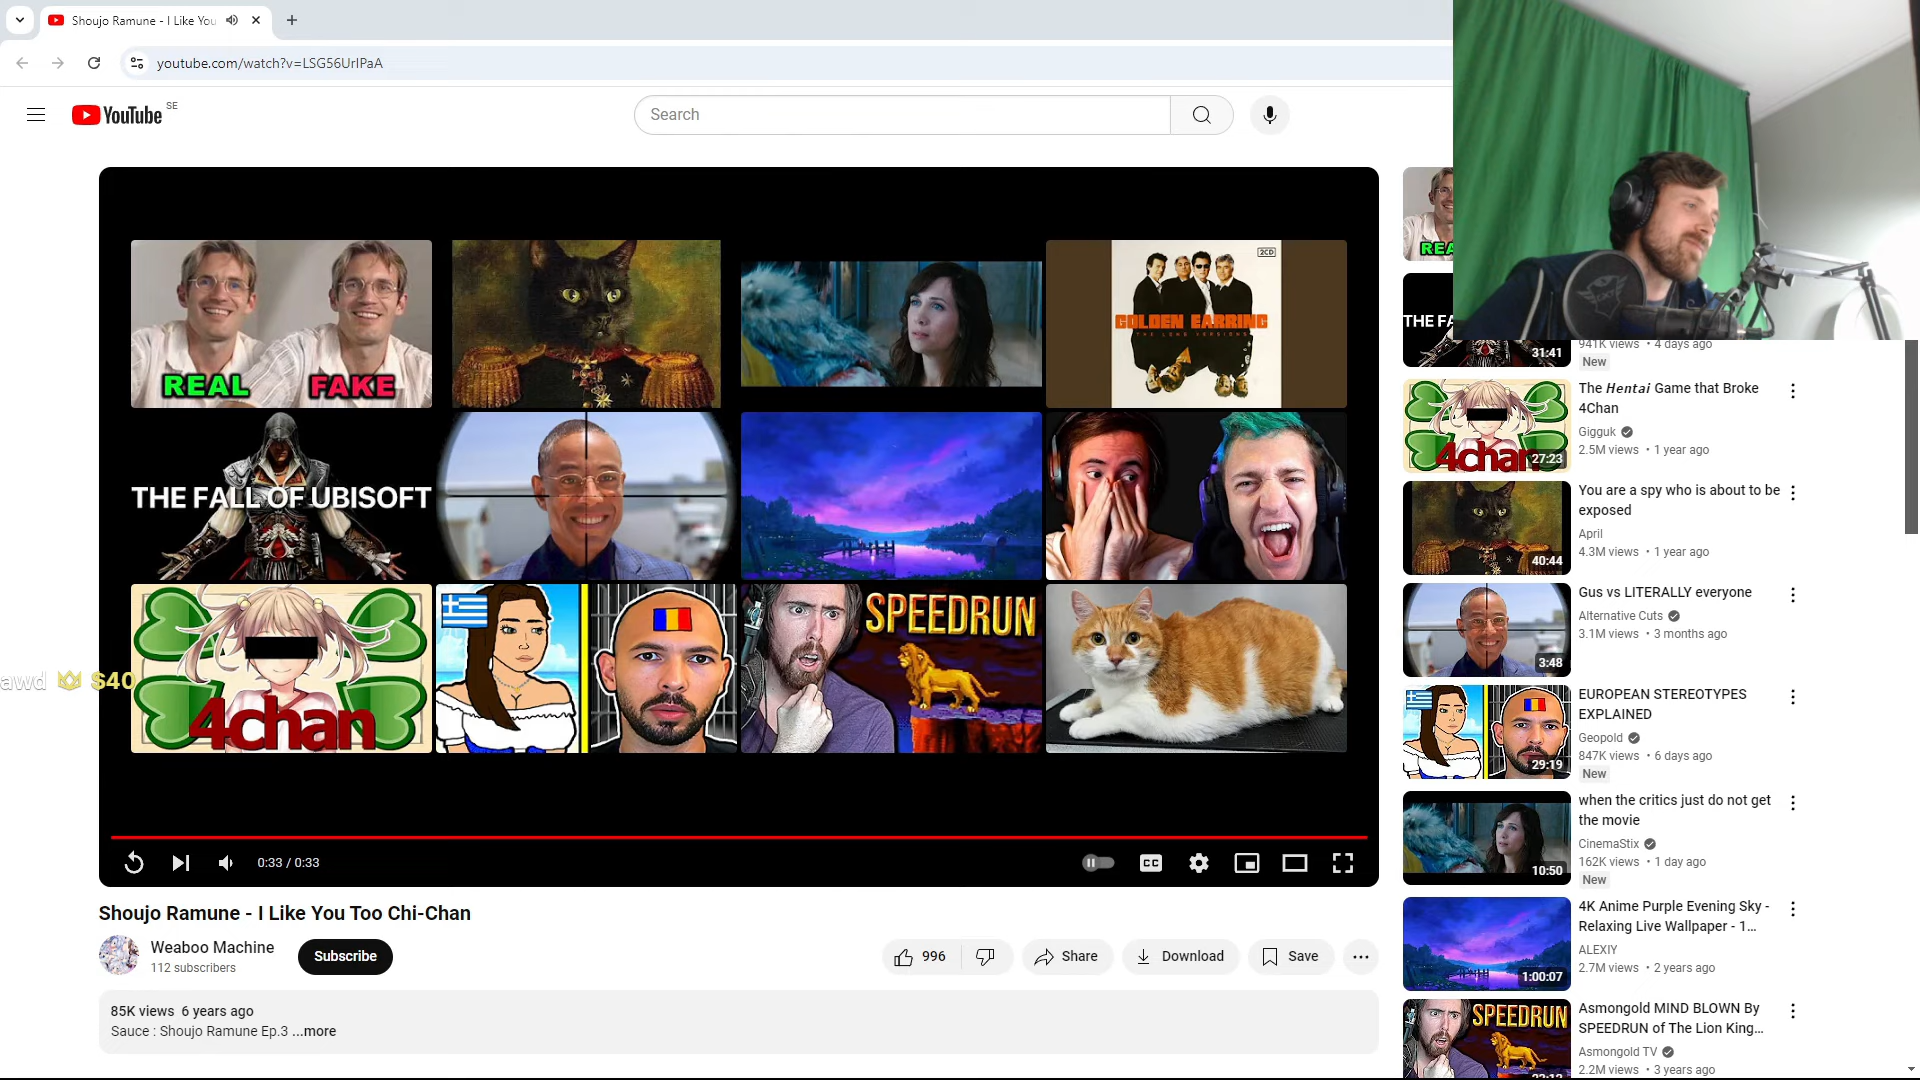 Shoujo Ramune - I Like You
youtube.com/watch?v=LSG56UrIPaA
YouTube SE
Search
REAL FAKE
2CD
GOLDEN EARRING
THE LONG VERSIONS
THE FALL OF UBISOFT
4chan
SPEEDRUN
awd $40
0:33 / 0:33
CC
Shoujo Ramune - I Like You Too Chi-Chan
Weaboo Machine
112 subscribers
Subscribe
996
Share
Download
Save
85K views 6 years ago
Sauce : Shoujo Ramune Ep.3 ...more
REA
THE FA
31:41
941K views • 4 days ago
New
4chan
27:23
The Hentai Game that Broke
4Chan
Gigguk
2.5M views • 1 year ago
40:44
You are a spy who is about to be
exposed
April
4.3M views • 1 year ago
3:48
Gus vs LITERALLY everyone
Alternative Cuts
3.1M views • 3 months ago
29:19
EUROPEAN STEREOTYPES
EXPLAINED
Geopold
847K views • 6 days ago
New
10:50
when the critics just do not get
the movie
CinemaStix
162K views • 1 day ago
New
1:00:07
4K Anime Purple Evening Sky -
Relaxing Live Wallpaper - 1...
ALEXIY
2.7M views • 2 years ago
SPEEDRUN
Asmongold MIND BLOWN By
SPEEDRUN of The Lion King...
Asmongold TV
2.2M views • 3 years ago